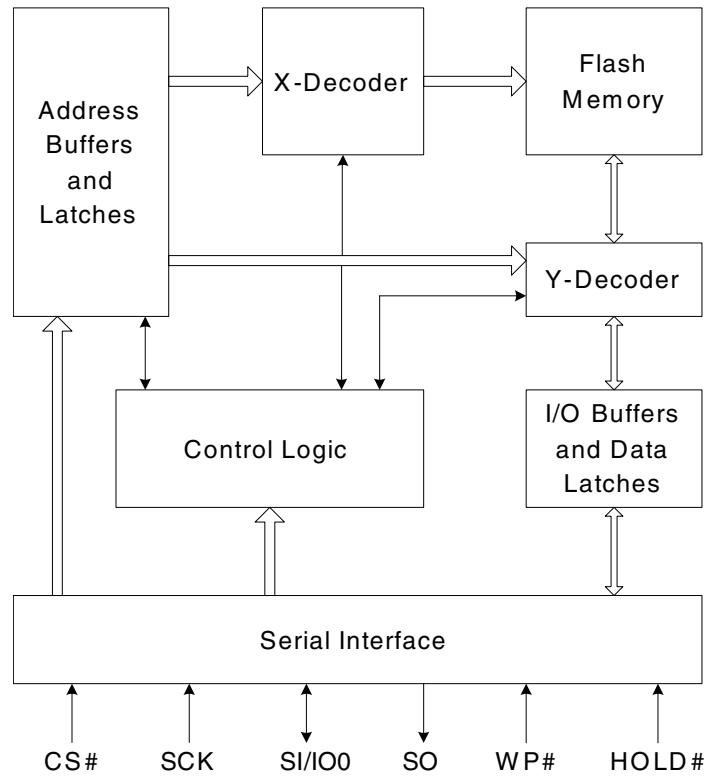 Address
Buffers
and
Latches
X-Decoder
Flash
Memory
Y-Decoder
Control Logic
I/O Buffers
and Data
Latches
Serial Interface
CS#
SCK
SI/IO0
SO
WP#
HOLD#